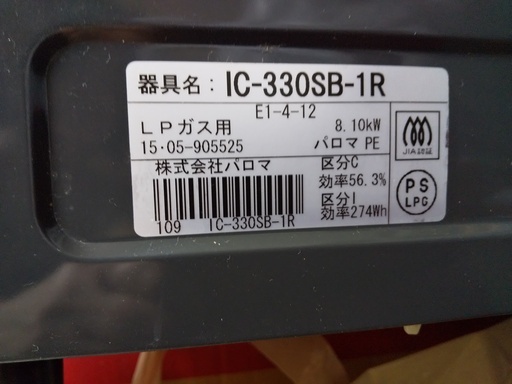 器具名： IC-330SB-1R
E1-4-12
ＬＰガス用 8.10kW
15・05-905525 パロマ PE
株式会社パロマ 区分C
効率56.3%
区分I
効率274Wh
109 IC-330SB-1R
JIA認証
PS
LPG